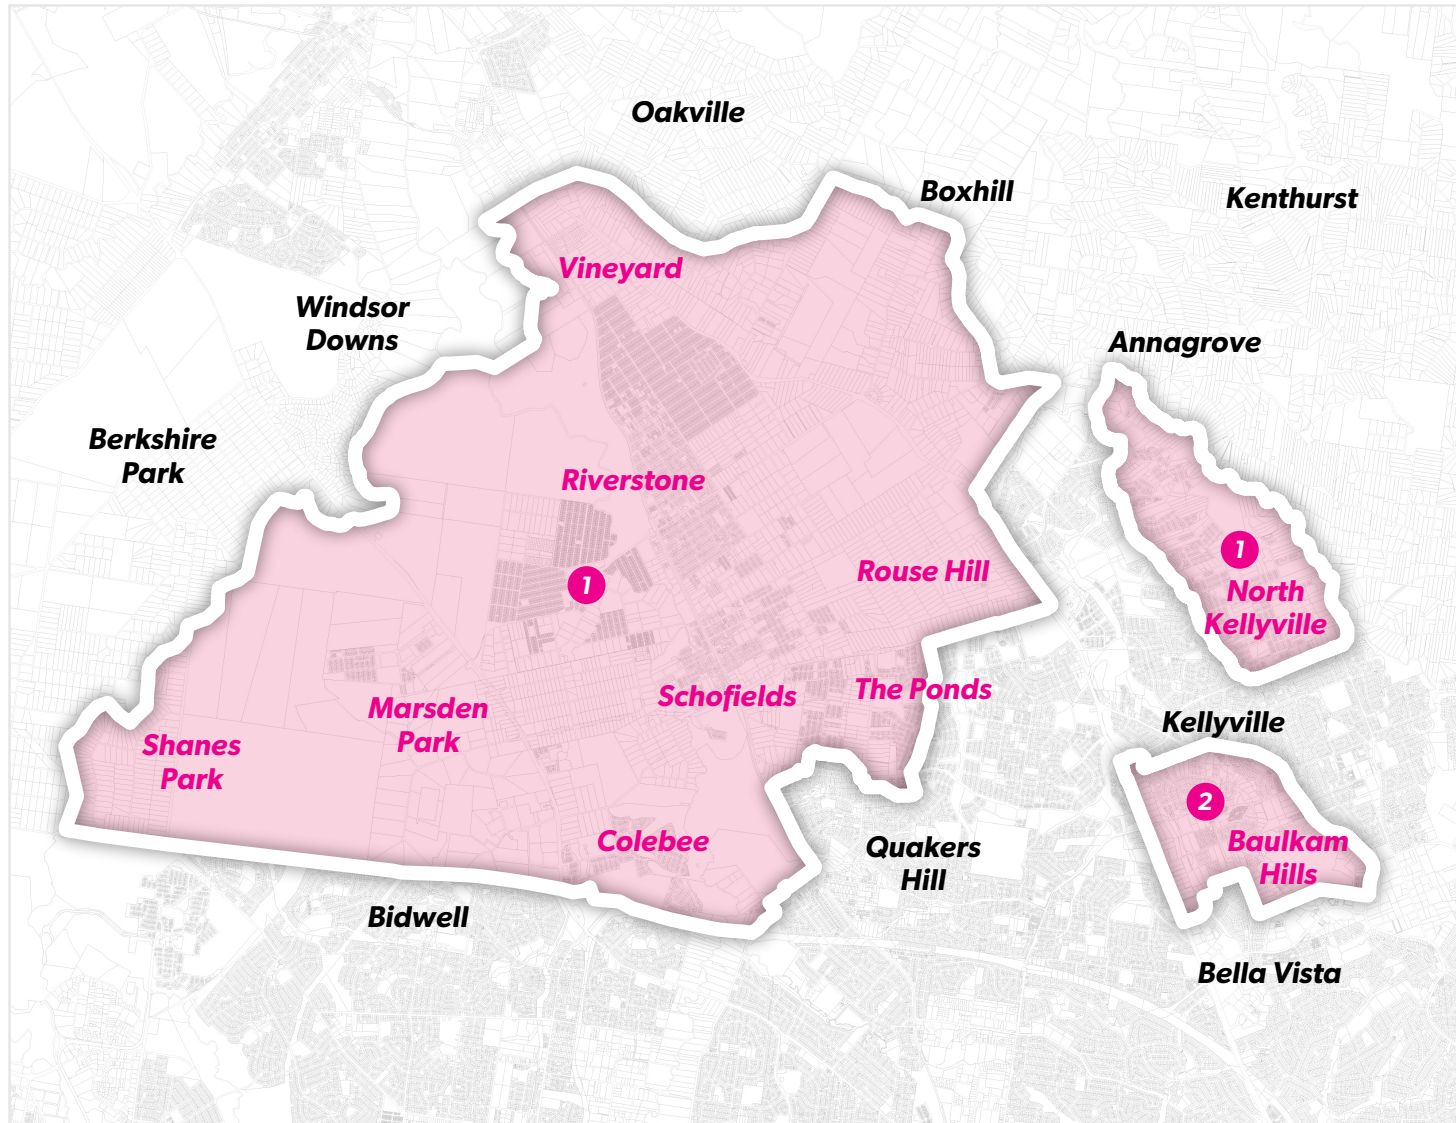 Oakville
Boxhill
Kenthurst
Vineyard
Windsor
Downs
Annagrove
Berkshire
Park
Riverstone
1
Rouse Hill
1
North
Kellyville
Schofields
The Ponds
Marsden
Park
Kellyville
Shanes
Park
2
Colebee
Quakers
Hill
Baulkam
Hills
Bidwell
Bella Vista